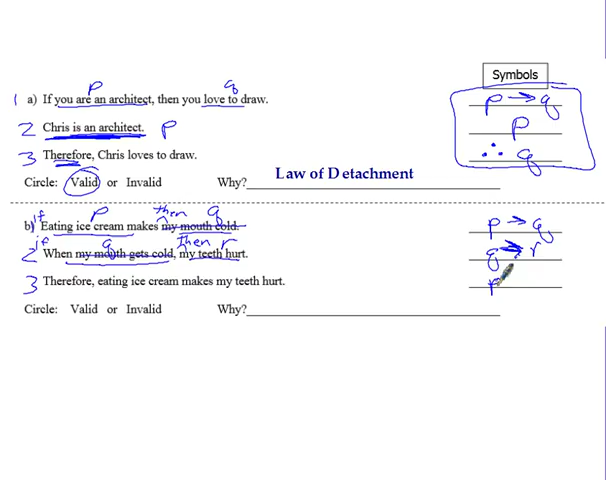 Symbols
p q
1 a) If you are an architect, then you love to draw.
p → q
2 Chris is an architect. p
p
3 Therefore, Chris loves to draw.
∴ q
Circle: Valid or Invalid Why? Law of Detachment
if p then q
b) Eating ice cream makes my mouth cold.
p → q
if q then r
2 When my mouth gets cold, my teeth hurt.
q → r
3 Therefore, eating ice cream makes my teeth hurt.
p
Circle: Valid or Invalid Why?